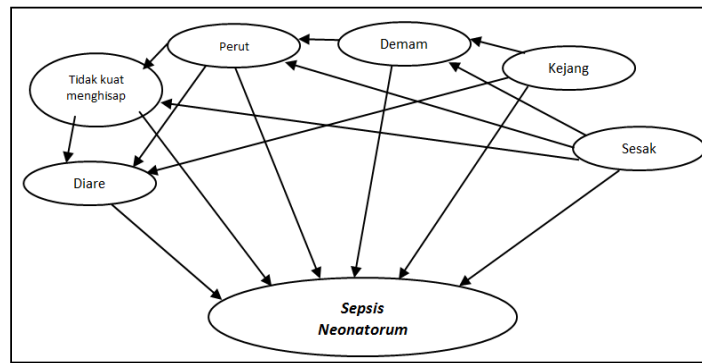 Perut
Demam
Kejang
Tidak kuat
menghisap
Sesak
Diare
Sepsis
Neonatorum